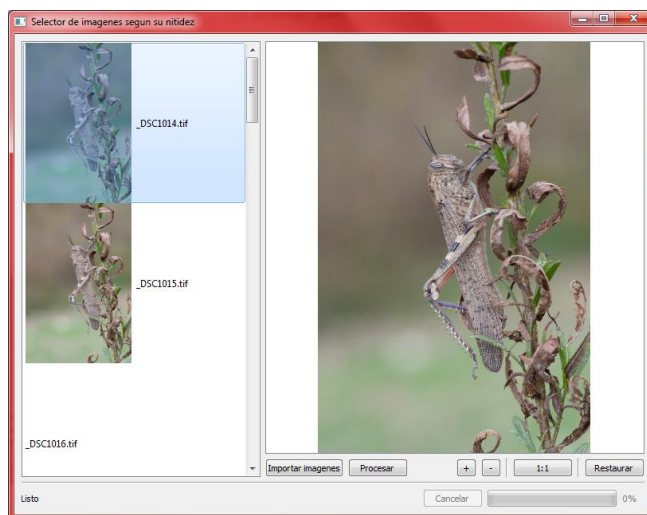 Selector de imagenes segun su nitidez
_DSC1014.tif
_DSC1015.tif
_DSC1016.tif
Importar imagenes
Procesar
+
-
1:1
Restaurar
Listo
Cancelar
0%